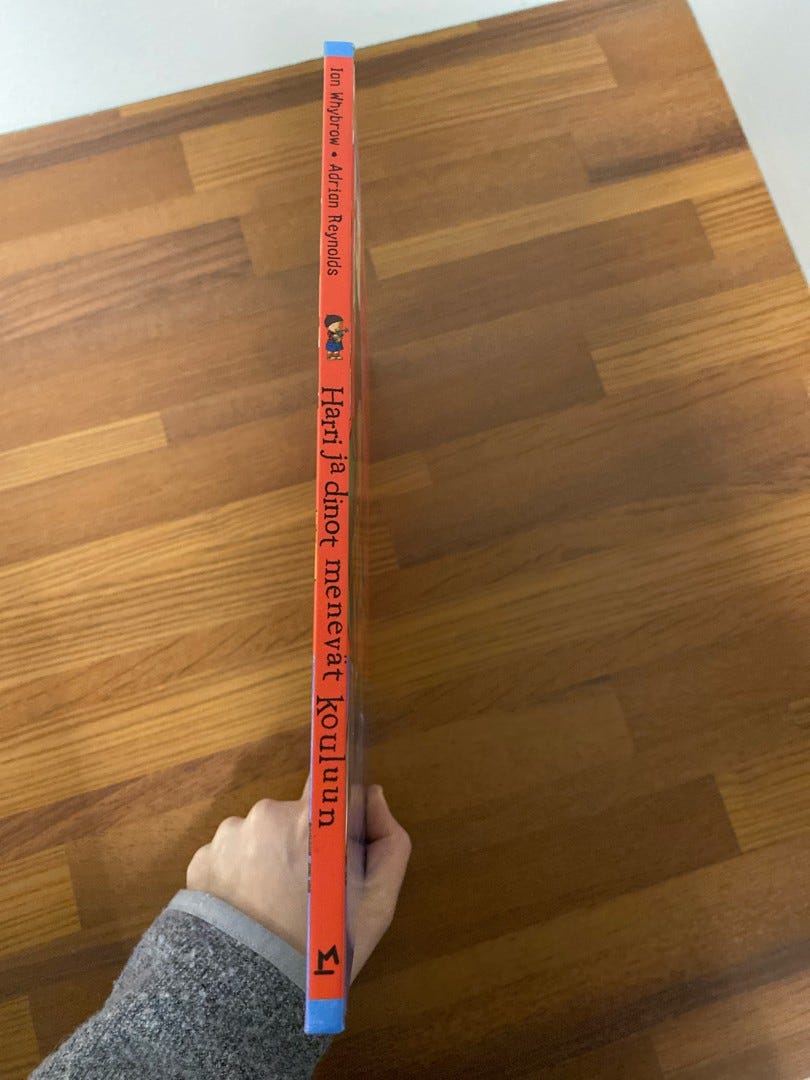 Ian Whybrow • Adrian Reynolds
Harri ja dinot menevät kouluun